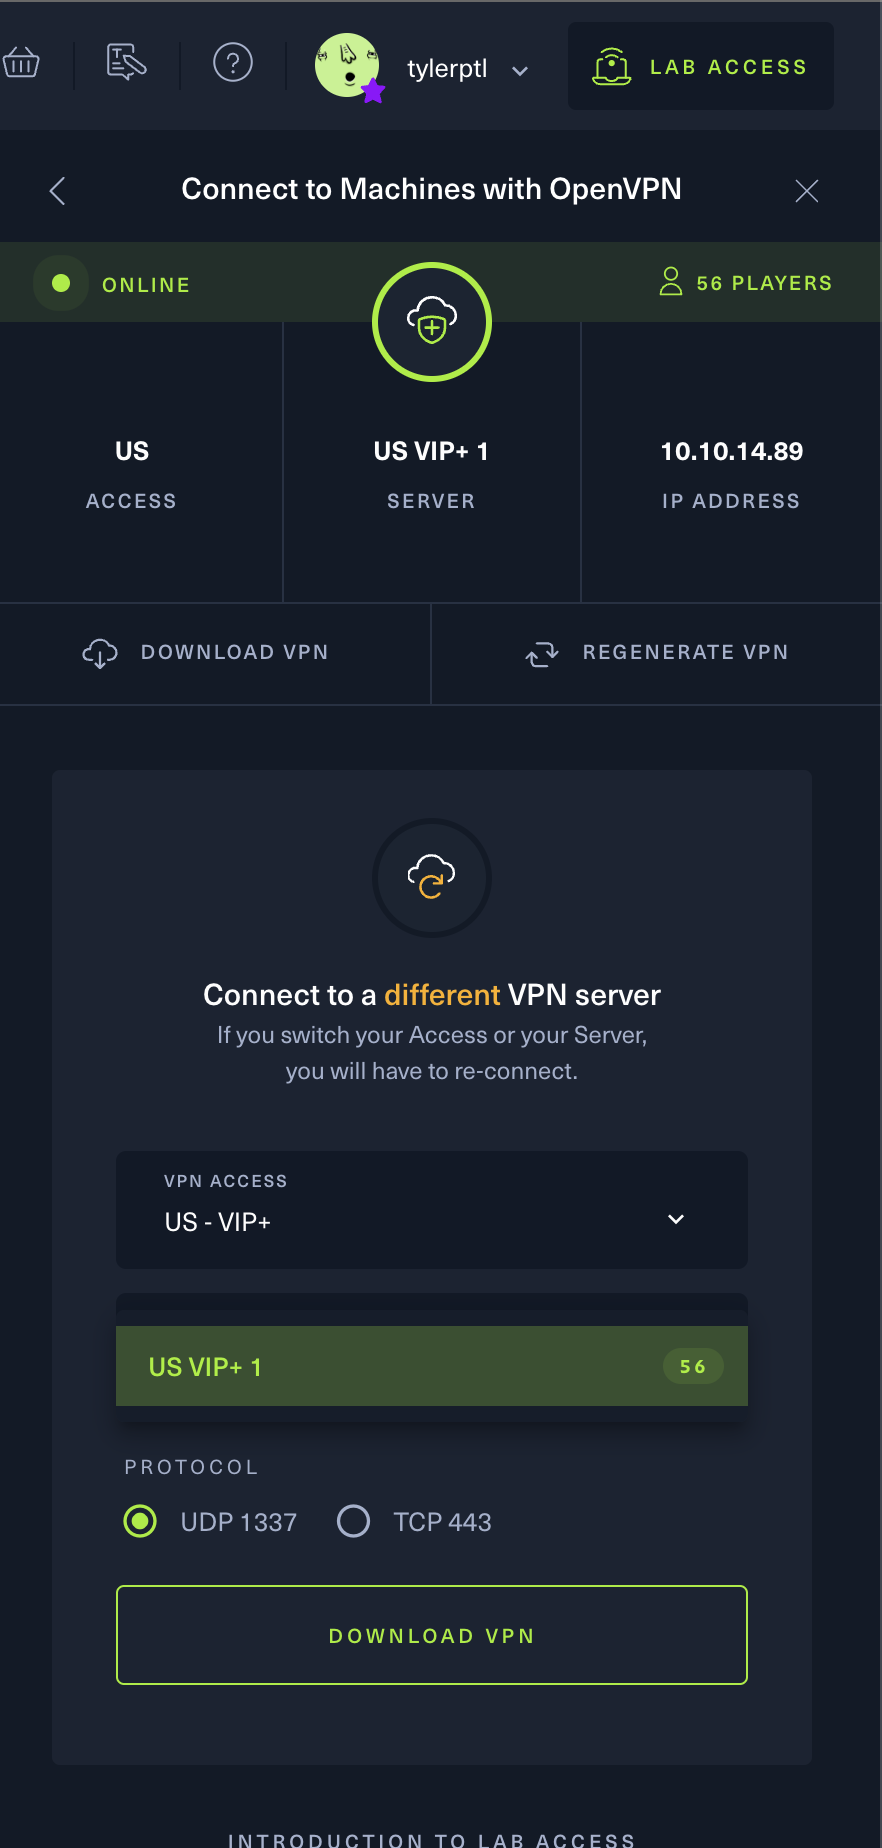 tylerptl
LAB ACCESS
Connect to Machines with OpenVPN
ONLINE
56 PLAYERS
US
ACCESS
US VIP+ 1
SERVER
10.10.14.89
IP ADDRESS
DOWNLOAD VPN
REGENERATE VPN
Connect to a different VPN server
If you switch your Access or your Server,
you will have to re-connect.
VPN ACCESS
US - VIP+
US VIP+ 1
56
PROTOCOL
UDP 1337
TCP 443
DOWNLOAD VPN
INTRODUCTION TO LAB ACCESS